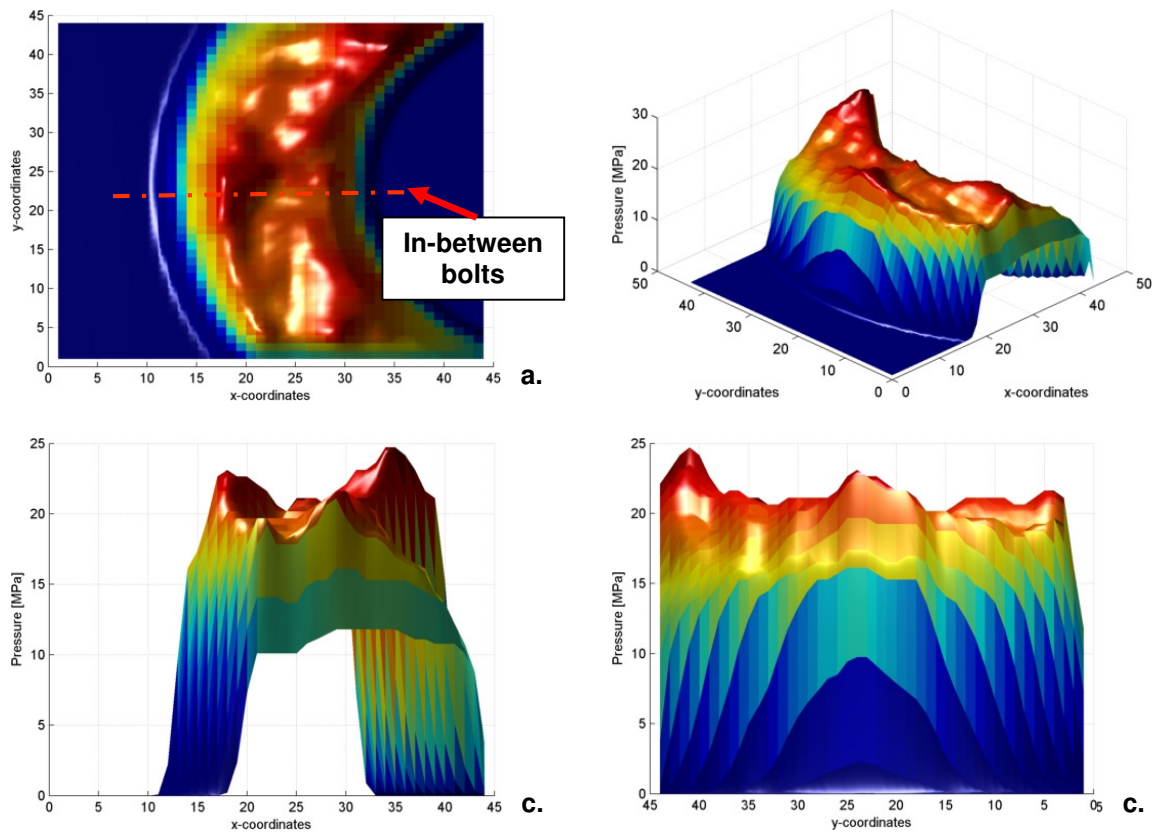 45
40
35
30
25
20
15
10
5
0
y-coordinates
0 5 10 15 20 25 30 35 40 45
x-coordinates
In-between
bolts
a.
30
20
10
0
Pressure [MPa]
50
40
30
20
10
0
y-coordinates
0
10
20
30
40
50
x-coordinates
25
20
15
10
5
0
Pressure [MPa]
0 5 10 15 20 25 30 35 40 45
x-coordinates
c.
25
20
15
10
5
0
Pressure [MPa]
45 40 35 30 25 20 15 10 5 0 5
y-coordinates
c.